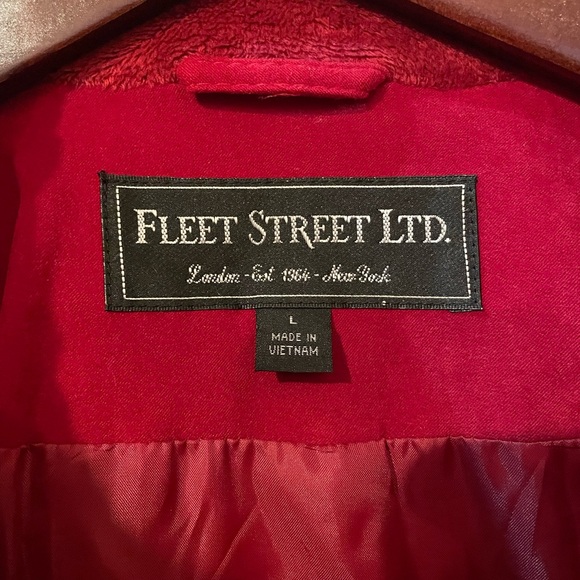 FLEET STREET LTD.
London - Est 1964 - New York
L
MADE IN
VIETNAM